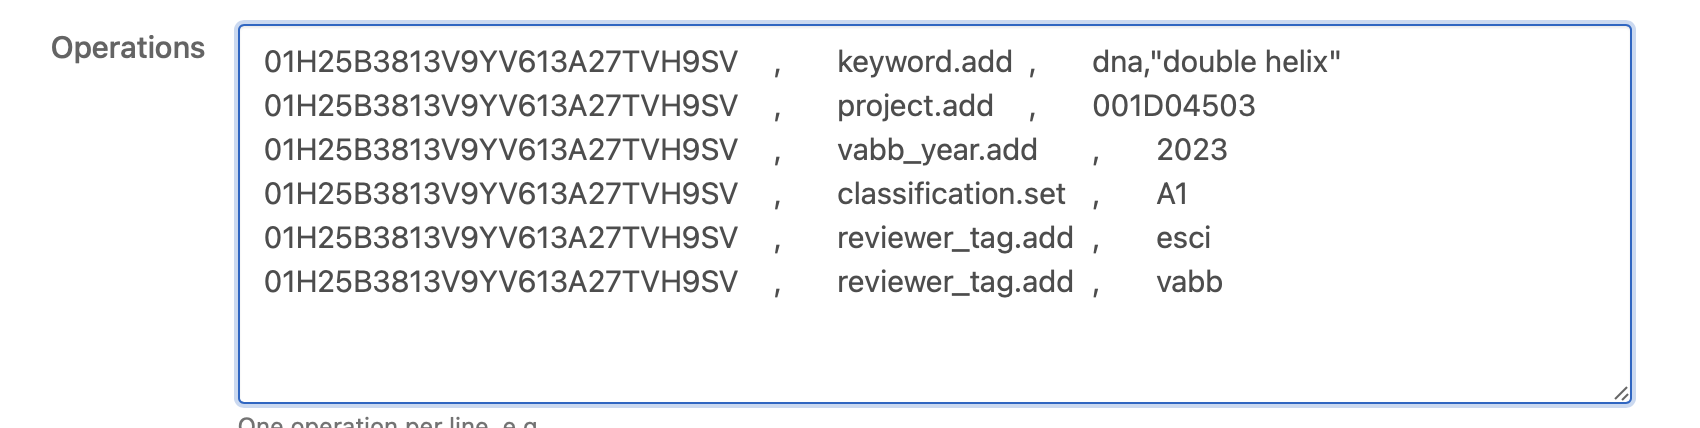 Operations
01H25B3813V9YV613A27TVH9SV , keyword.add , dna,"double helix"
01H25B3813V9YV613A27TVH9SV , project.add , 001D04503
01H25B3813V9YV613A27TVH9SV , vabb_year.add , 2023
01H25B3813V9YV613A27TVH9SV , classification.set , A1
01H25B3813V9YV613A27TVH9SV , reviewer_tag.add , esci
01H25B3813V9YV613A27TVH9SV , reviewer_tag.add , vabb
One operation per line, e.g.